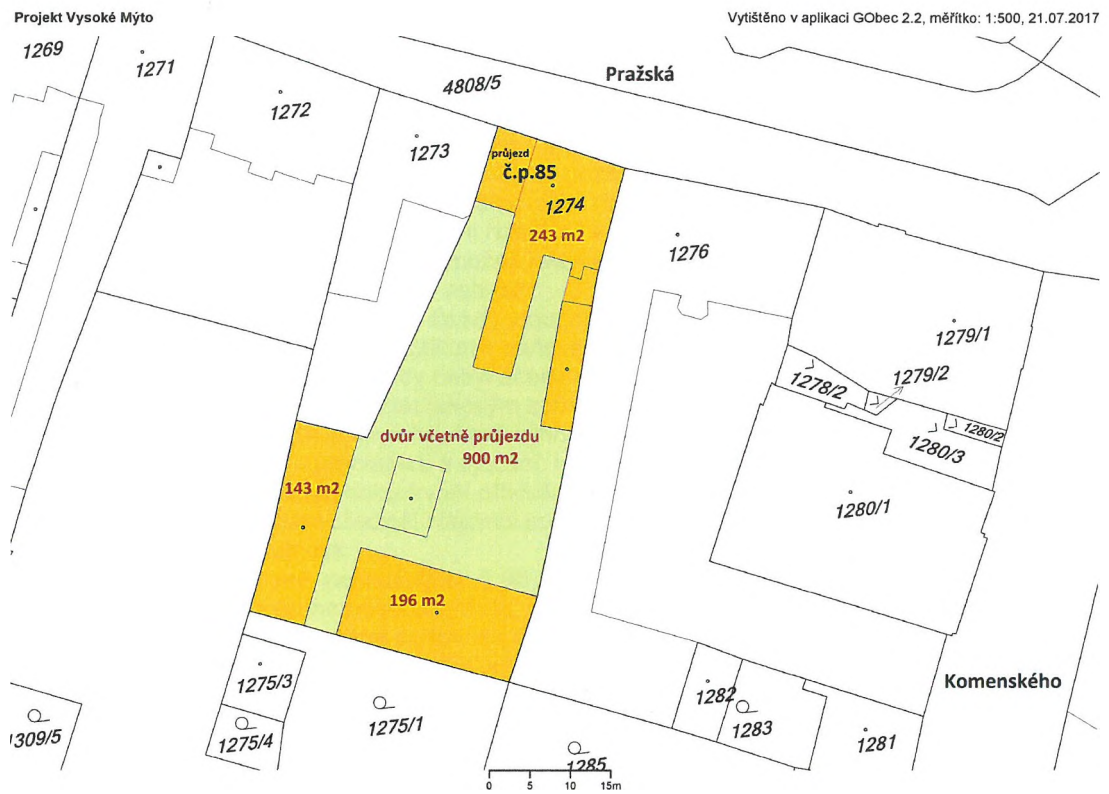 Projekt Vysoké Mýto
Vytištěno v aplikaci GObec 2.2, měřítko: 1:500, 21.07.2017
1269
1271
1272
4808/5
Pražská
1273
průjezd
č.p.85
1274
243 m2
1276
1279/1
1279/2
1278/2
1280/2
1280/3
dvůr včetně průjezdu
900 m2
143 m2
1280/1
196 m2
1275/3
1282
Komenského
1309/5
1275/4
1275/1
1283
1281
1285
0 5 10 15m